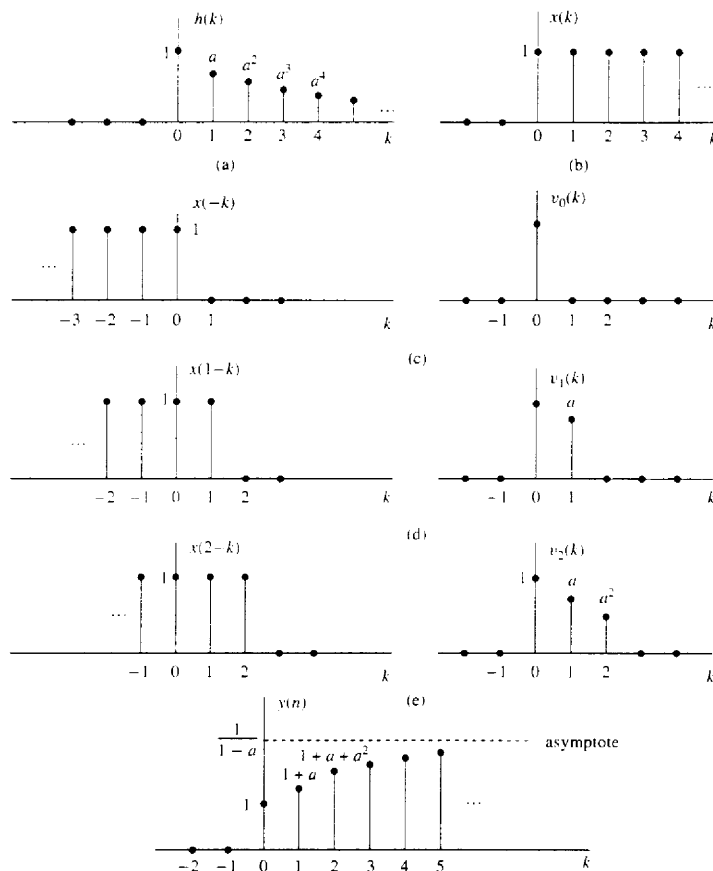 h(k)
1
a
a²
a³
a⁴
...
0 1 2 3 4 k
(a)
x(k)
1
...
0 1 2 3 4 k
(b)
x(−k)
1
...
−3 −2 −1 0 1 k
v₀(k)
−1 0 1 2 k
(c)
x(1−k)
1
...
−2 −1 0 1 2 k
v₁(k)
a
−1 0 1 k
(d)
x(2−k)
1
...
−1 0 1 2 k
v₂(k)
1
a
a²
−1 0 1 2 k
(e)
y(n)
1/(1 − a)
asymptote
1 + a + a²
1 + a
1
...
−2 −1 0 1 2 3 4 5 k